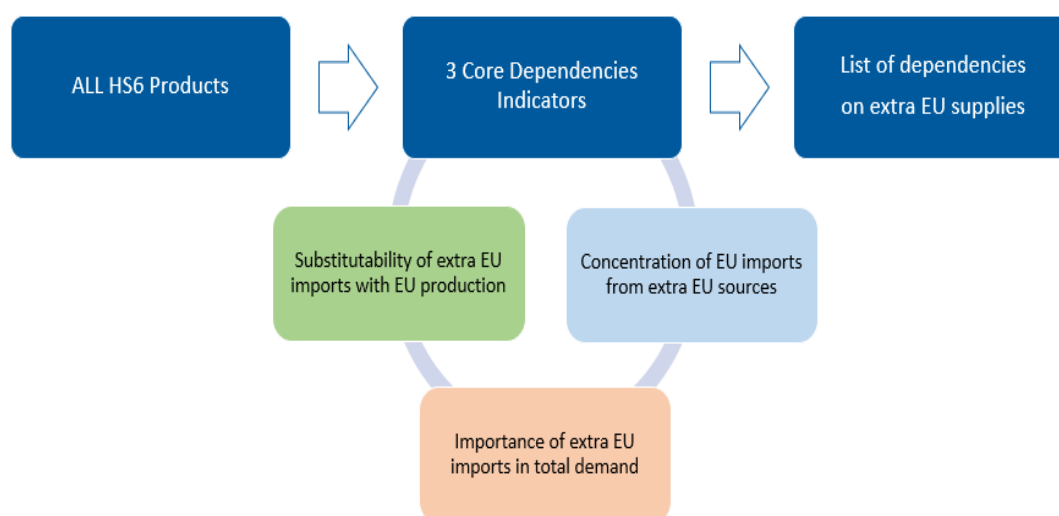 ALL HS6 Products
3 Core Dependencies
Indicators
List of dependencies
on extra EU supplies
Substitutability of extra EU
imports with EU production
Concentration of EU imports
from extra EU sources
Importance of extra EU
imports in total demand